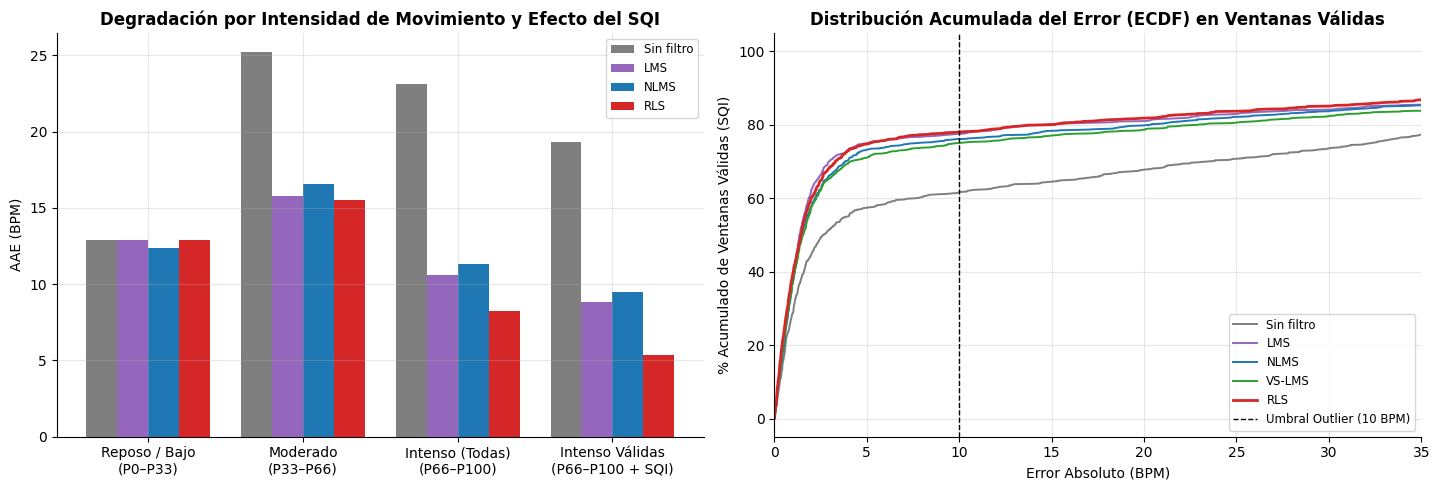 Degradación por Intensidad de Movimiento y Efecto del SQI
AAE (BPM)
25
20
15
10
5
0
Sin filtro
LMS
NLMS
RLS
Reposo / Bajo
(P0–P33)
Moderado
(P33–P66)
Intenso (Todas)
(P66–P100)
Intenso Válidas
(P66–P100 + SQI)
Distribución Acumulada del Error (ECDF) en Ventanas Válidas
% Acumulado de Ventanas Válidas (SQI)
100
80
60
40
20
0
Sin filtro
LMS
NLMS
VS-LMS
RLS
Umbral Outlier (10 BPM)
0 5 10 15 20 25 30 35
Error Absoluto (BPM)